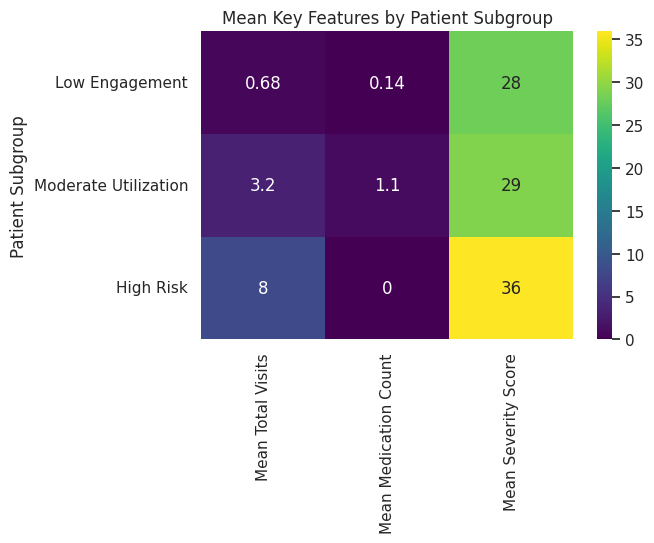 Mean Key Features by Patient Subgroup
Patient Subgroup
Low Engagement
0.68
0.14
28
Moderate Utilization
3.2
1.1
29
High Risk
8
0
36
Mean Total Visits
Mean Medication Count
Mean Severity Score
35
30
25
20
15
10
5
0